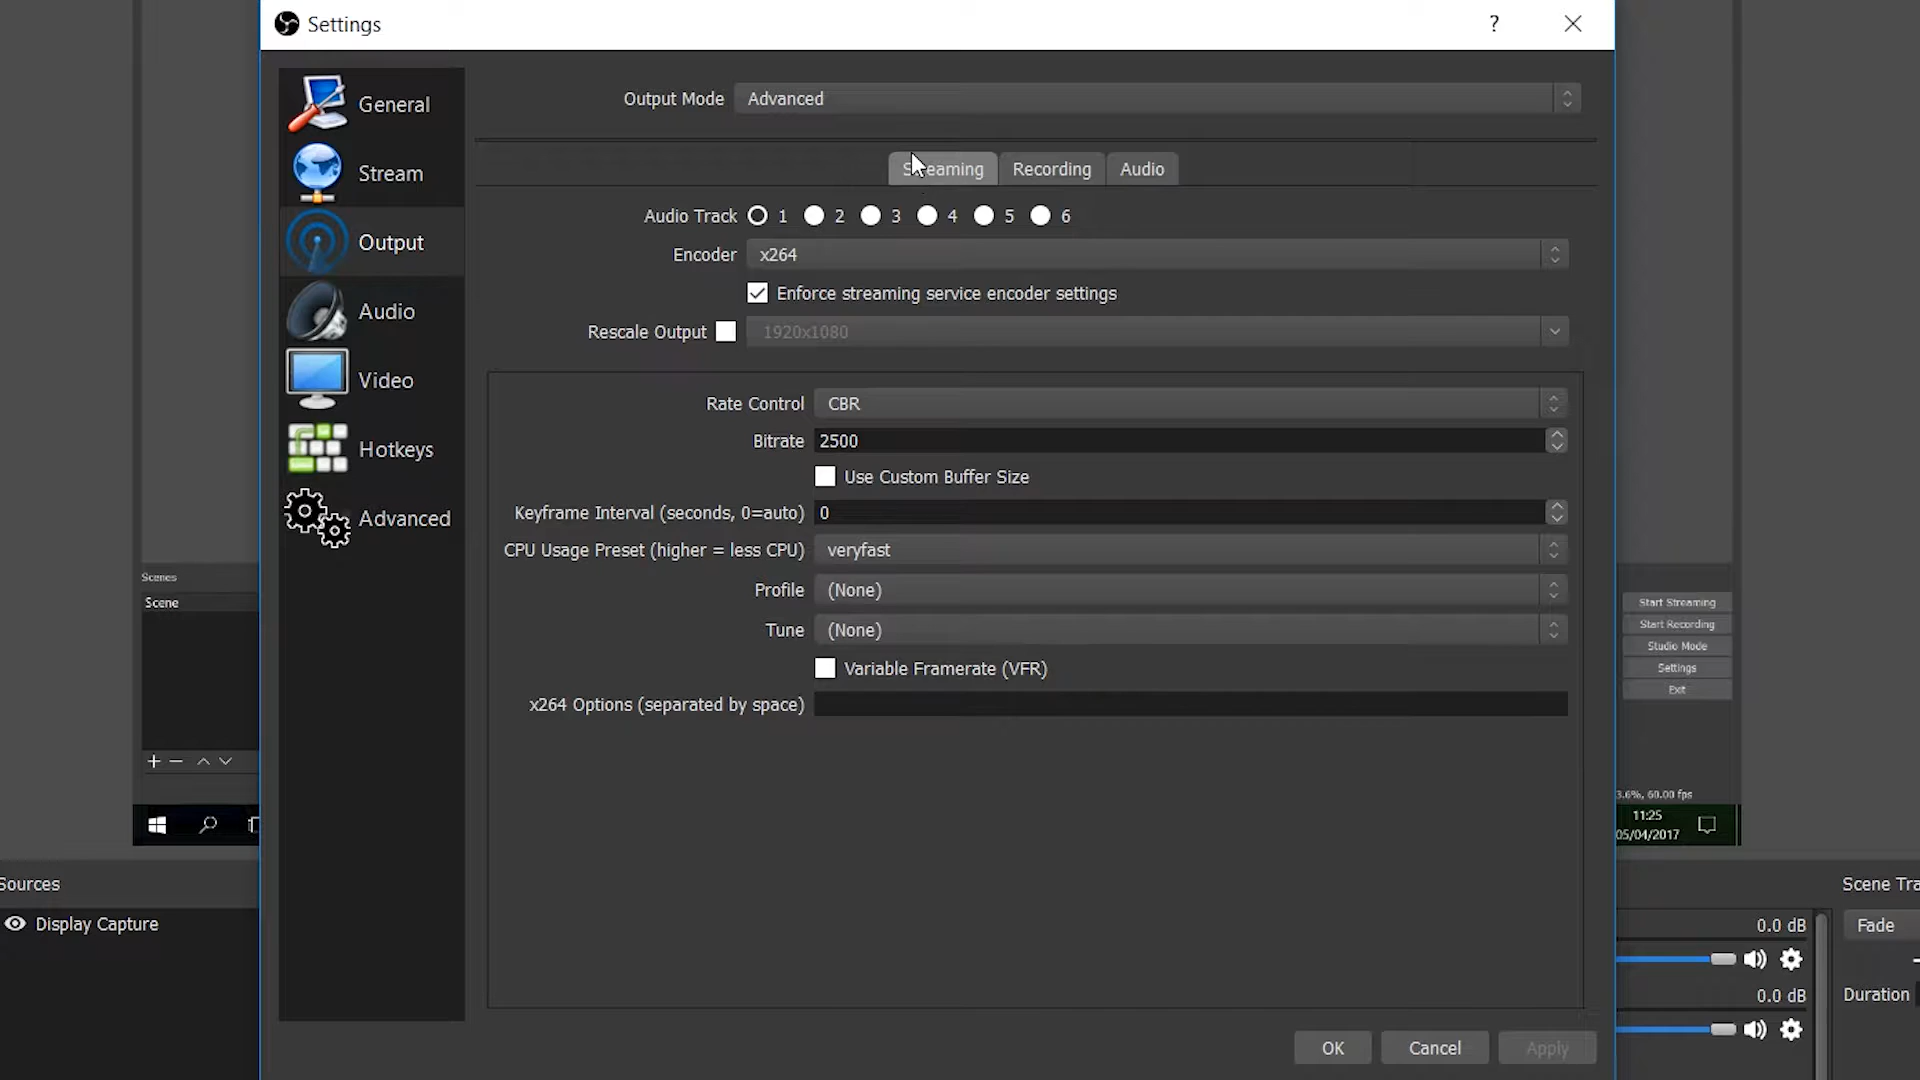 Settings
?
General
Stream
Output
Audio
Video
Hotkeys
Advanced
Output Mode Advanced
Streaming Recording Audio
Audio Track 1 2 3 4 5 6
Encoder x264
Enforce streaming service encoder settings
Rescale Output 1920x1080
Rate Control CBR
Bitrate 2500
Use Custom Buffer Size
Keyframe Interval (seconds, 0=auto) 0
CPU Usage Preset (higher = less CPU) veryfast
Profile (None)
Tune (None)
Variable Framerate (VFR)
x264 Options (separated by space)
OK Cancel Apply
Scenes
Scene
Start Streaming
Start Recording
Studio Mode
Settings
Exit
3.6%, 60.00 fps
11:25
05/04/2017
Sources
Display Capture
0.0 dB
0.0 dB
Scene Tra
Fade
Duration